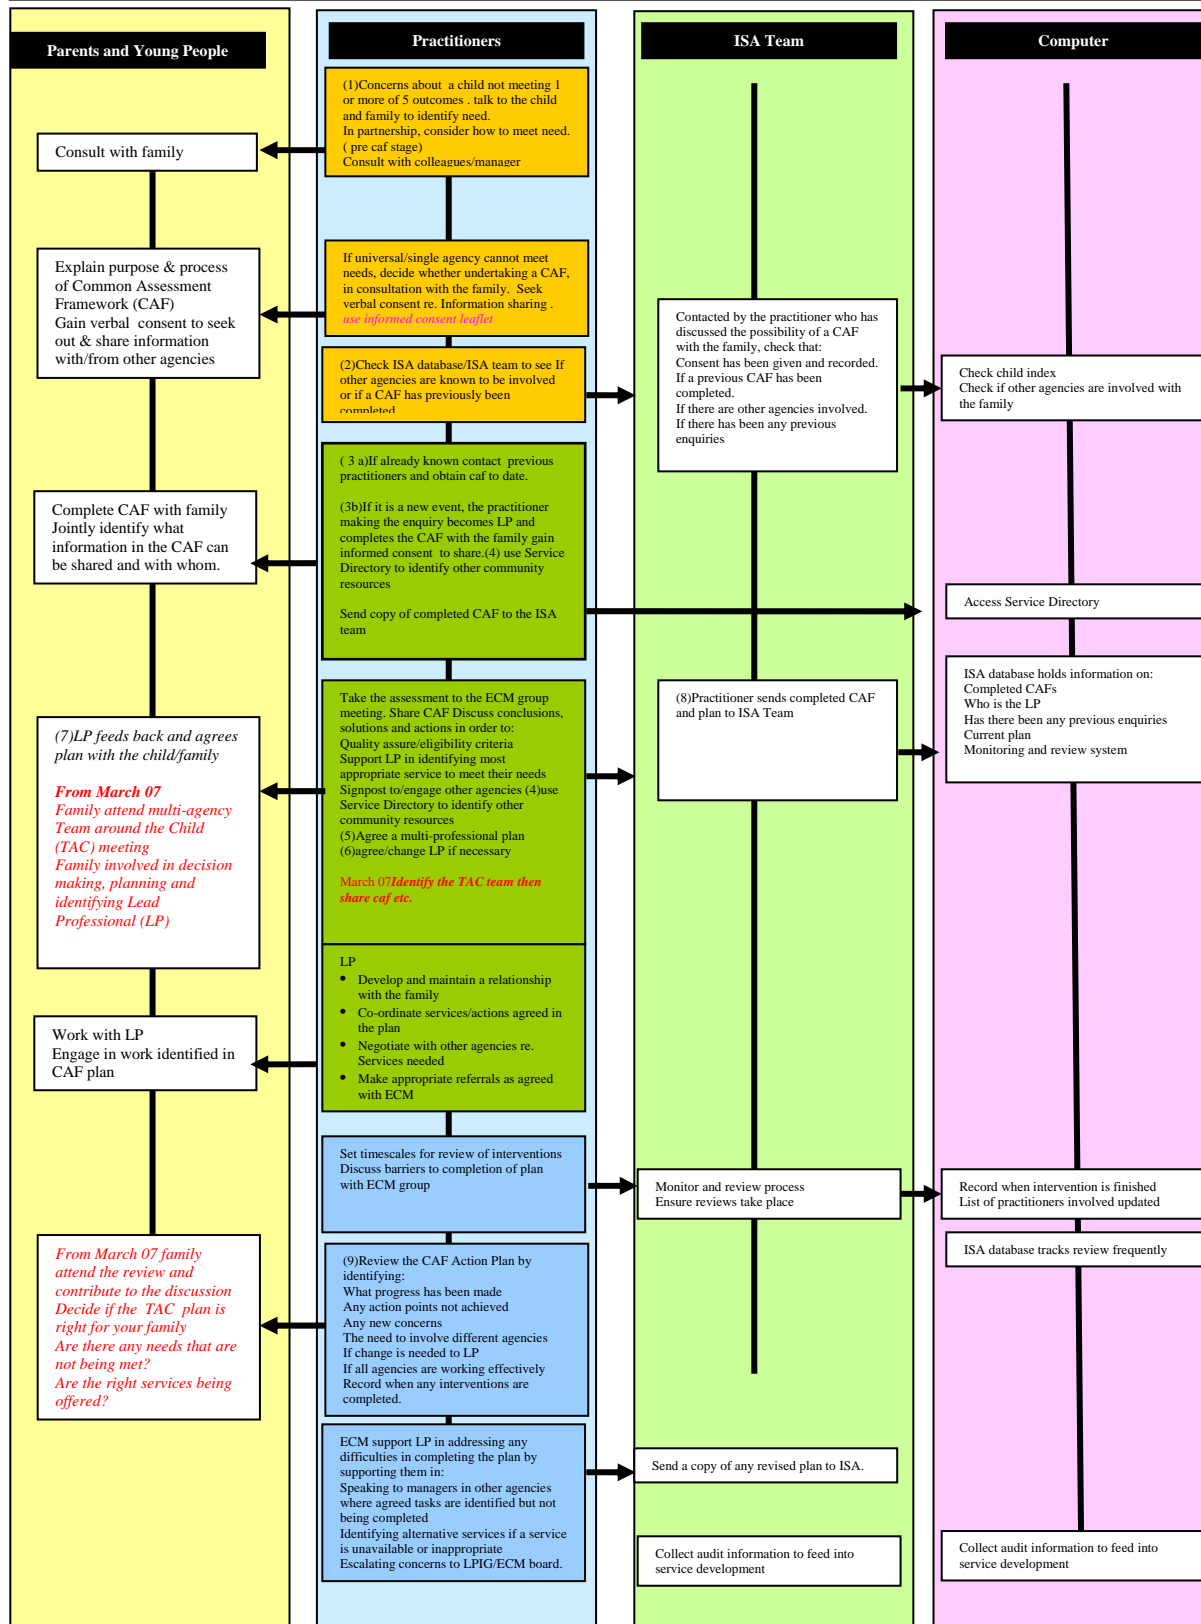 Parents and Young People
Practitioners
ISA Team
Computer
Consult with family
Explain purpose & process
of Common Assessment
Framework (CAF)
Gain verbal  consent to seek
out & share information
with/from other agencies
Complete CAF with family
Jointly identify what
information in the CAF can
be shared and with whom.
(7)LP feeds back and agrees
plan with the child/family
From March 07
Family attend multi-agency
Team around the Child
(TAC) meeting
Family involved in decision
making, planning and
identifying Lead
Professional (LP)
Work with LP
Engage in work identified in
CAF plan
From March 07 family
attend the review and
contribute to the discussion
Decide if the  TAC  plan is
right for your family
Are there any needs that are
not being met?
Are the right services being
offered?
(1)Concerns about  a child not meeting 1
or more of 5 outcomes . talk to the child
and family to identify need.
In partnership, consider how to meet need.
( pre caf stage)
Consult with colleagues/manager
If universal/single agency cannot meet
needs, decide whether undertaking a CAF,
in consultation with the family.  Seek
verbal consent re. Information sharing .
use informed consent leaflet
(2)Check ISA database/ISA team to see If
other agencies are known to be involved
or if a CAF has previously been
completed
( 3 a)If already known contact  previous
practitioners and obtain caf to date.
(3b)If it is a new event, the practitioner
making the enquiry becomes LP and
completes the CAF with the family gain
informed consent  to share.(4) use Service
Directory to identify other community
resources
Send copy of completed CAF to the ISA
team
Take the assessment to the ECM group
meeting. Share CAF Discuss conclusions,
solutions and actions in order to:
Quality assure/eligibility criteria
Support LP in identifying most
appropriate service to meet their needs
Signpost to/engage other agencies (4)use
Service Directory to identify other
community resources
(5)Agree a multi-professional plan
(6)agree/change LP if necessary
March 07Identify the TAC team then
share caf etc.
LP
• Develop and maintain a relationship
with the family
• Co-ordinate services/actions agreed in
the plan
• Negotiate with other agencies re.
Services needed
• Make appropriate referrals as agreed
with ECM
Set timescales for review of interventions
Discuss barriers to completion of plan
with ECM group
(9)Review the CAF Action Plan by
identifying:
What progress has been made
Any action points not achieved
Any new concerns
The need to involve different agencies
If change is needed to LP
If all agencies are working effectively
Record when any interventions are
completed.
ECM support LP in addressing any
difficulties in completing the plan by
supporting them in:
Speaking to managers in other agencies
where agreed tasks are identified but not
being completed
Identifying alternative services if a service
is unavailable or inappropriate
Escalating concerns to LPIG/ECM board.
Contacted by the practitioner who has
discussed the possibility of a CAF
with the family, check that:
Consent has been given and recorded.
If a previous CAF has been
completed.
If there are other agencies involved.
If there has been any previous
enquiries
(8)Practitioner sends completed CAF
and plan to ISA Team
Monitor and review process
Ensure reviews take place
Send a copy of any revised plan to ISA.
Collect audit information to feed into
service development
Check child index
Check if other agencies are involved with
the family
Access Service Directory
ISA database holds information on:
Completed CAFs
Who is the LP
Has there been any previous enquiries
Current plan
Monitoring and review system
Record when intervention is finished
List of practitioners involved updated
ISA database tracks review frequently
Collect audit information to feed into
service development